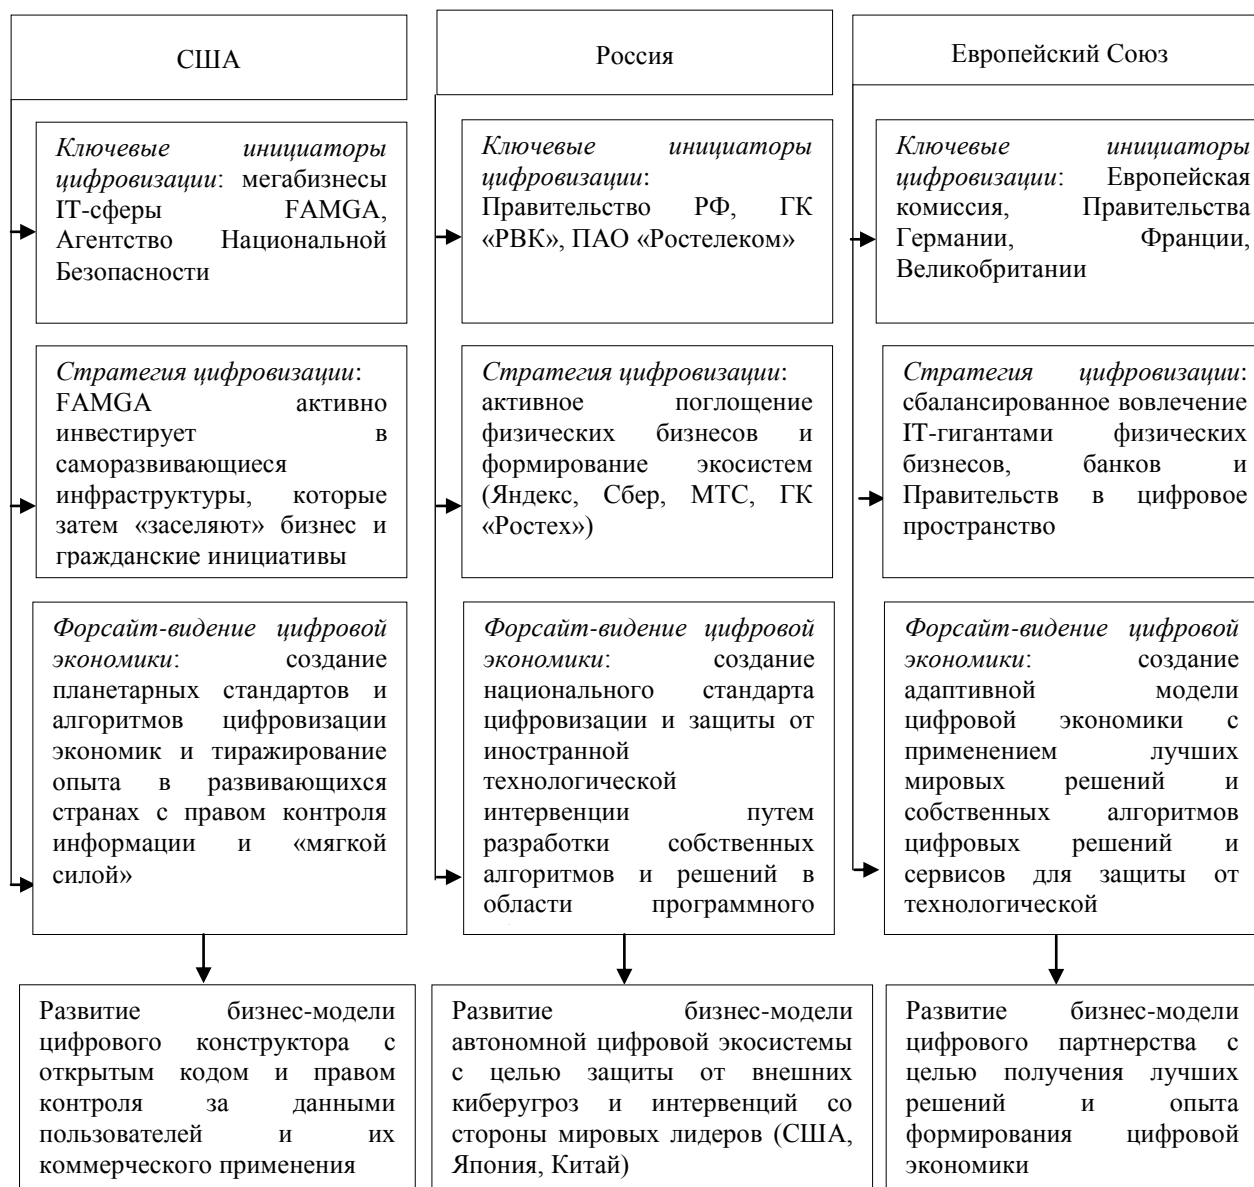 США
Ключевые инициаторы
цифровизации: мегабизнесы
IT-сферы FAMGA,
Агентство Национальной
Безопасности
Стратегия цифровизации:
FAMGA активно
инвестирует в
саморазвивающиеся
инфраструктуры, которые
затем «заселяют» бизнес и
гражданские инициативы
Форсайт-видение цифровой
экономики: создание
планетарных стандартов и
алгоритмов цифровизации
экономик и тиражирование
опыта в развивающихся
странах с правом контроля
информации и «мягкой
силой»
Развитие бизнес-модели
цифрового конструктора с
открытым кодом и правом
контроля за данными
пользователей и их
коммерческого применения
Россия
Ключевые инициаторы
цифровизации:
Правительство РФ, ГК
«РВК», ПАО «Ростелеком»
Стратегия цифровизации:
активное поглощение
физических бизнесов и
формирование экосистем
(Яндекс, Сбер, МТС, ГК
«Ростех»)
Форсайт-видение цифровой
экономики: создание
национального стандарта
цифровизации и защиты от
иностранной
технологической
интервенции путем
разработки собственных
алгоритмов и решений в
области программного
Развитие бизнес-модели
автономной цифровой экосистемы
с целью защиты от внешних
киберугроз и интервенций со
стороны мировых лидеров (США,
Япония, Китай)
Европейский Союз
Ключевые инициаторы
цифровизации: Европейская
комиссия, Правительства
Германии, Франции,
Великобритании
Стратегия цифровизации:
сбалансированное вовлечение
IT-гигантами физических
бизнесов, банков и
Правительств в цифровое
пространство
Форсайт-видение цифровой
экономики: создание
адаптивной модели
цифровой экономики с
применением лучших
мировых решений и
собственных алгоритмов
цифровых решений и
сервисов для защиты от
технологической
Развитие бизнес-модели
цифрового партнерства с
целью получения лучших
решений и опыта
формирования цифровой
экономики